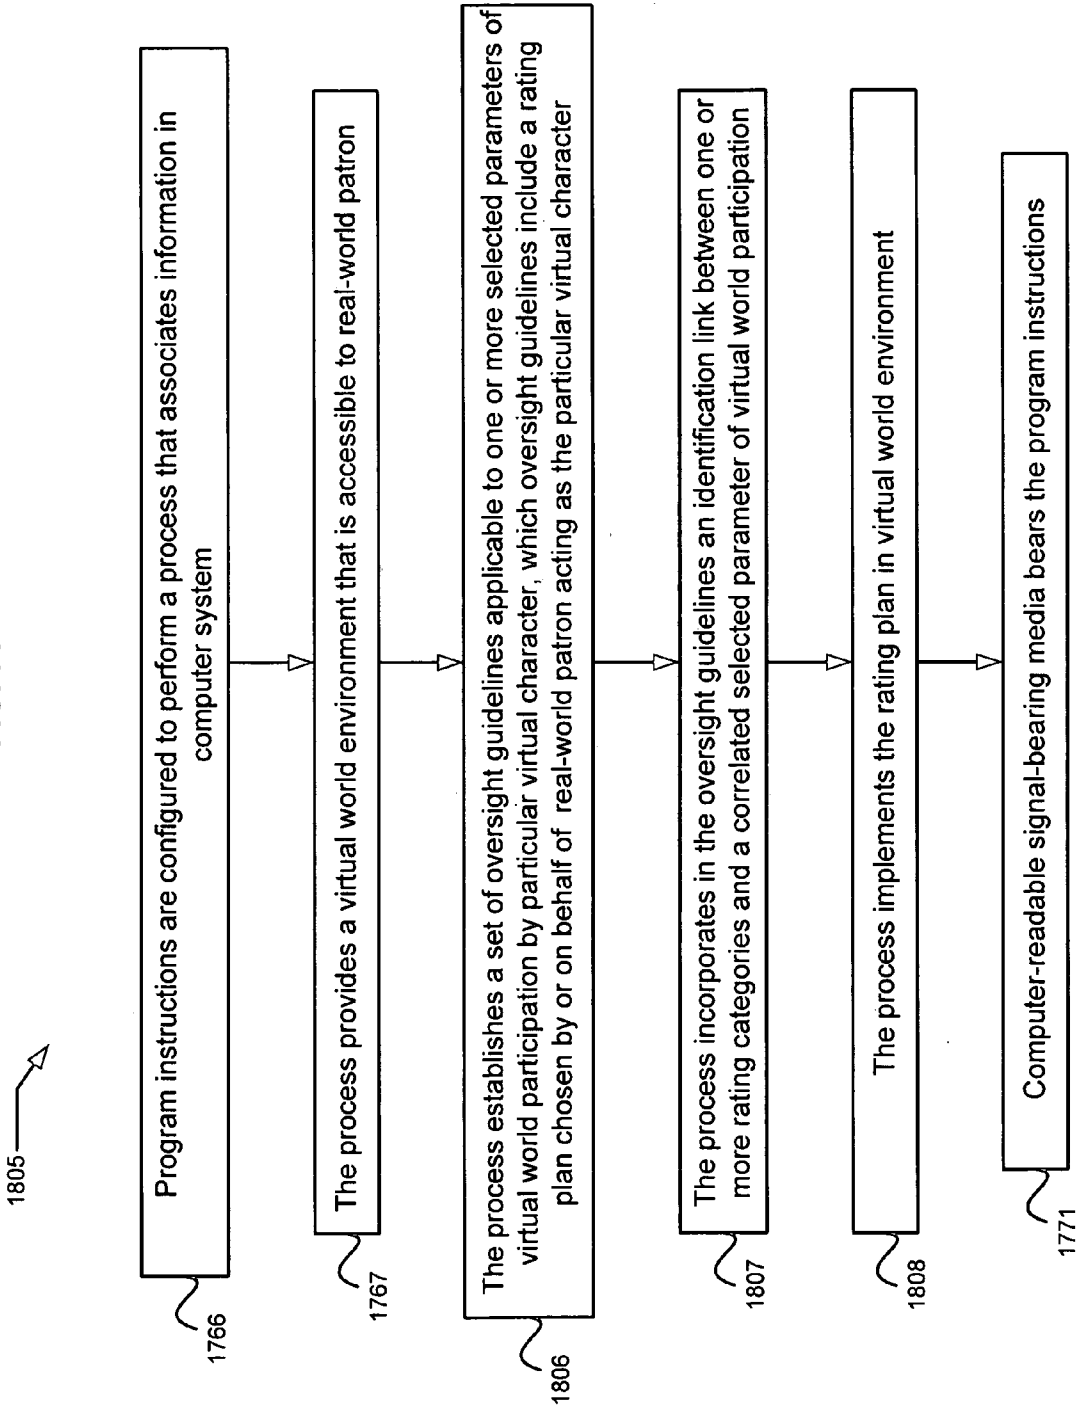 1805
Program instructions are configured to perform a process that associates information in
computer system
1766
The process provides a virtual world environment that is accessible to real-world patron
1767
The process establishes a set of oversight guidelines applicable to one or more selected parameters of
virtual world participation by particular virtual character, which oversight guidelines include a rating
plan chosen by or on behalf of real-world patron acting as the particular virtual character
1806
The process incorporates in the oversight guidelines an identification link between one or
more rating categories and a correlated selected parameter of virtual world participation
1807
The process implements the rating plan in virtual world environment
1808
Computer-readable signal-bearing media bears the program instructions
1771